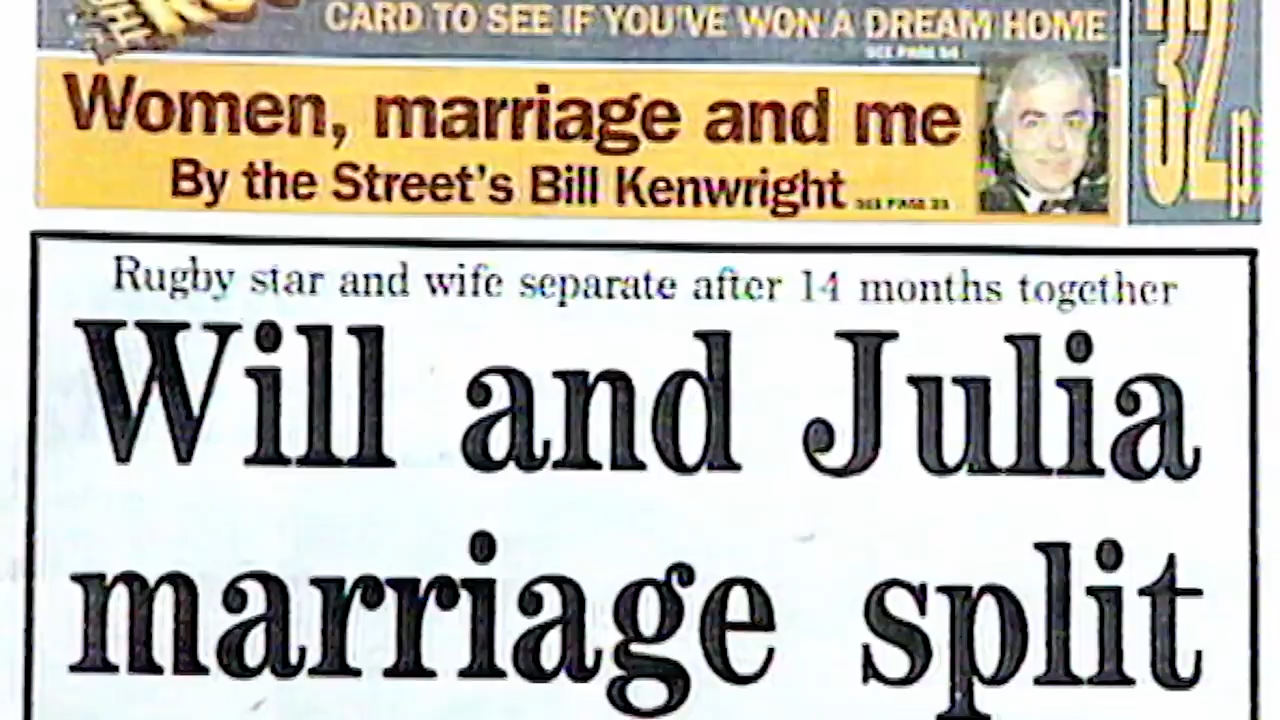 CARD TO SEE IF YOU'VE WON A DREAM HOME
32p
Women, marriage and me
By the Street's Bill Kenwright
Rugby star and wife separate after 14 months together
Will and Julia
marriage split